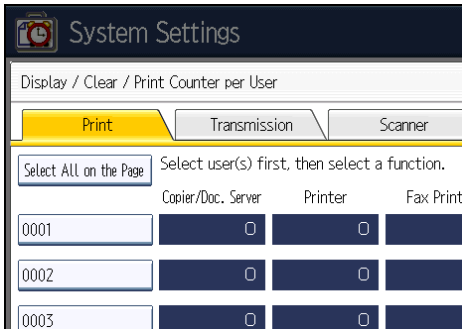 System Settings
Display / Clear / Print Counter per User
Print Transmission Scanner
Select All on the Page Select user(s) first, then select a function.
Copier/Doc. Server Printer Fax Print
0001 0 0
0002 0 0
0003 0 0